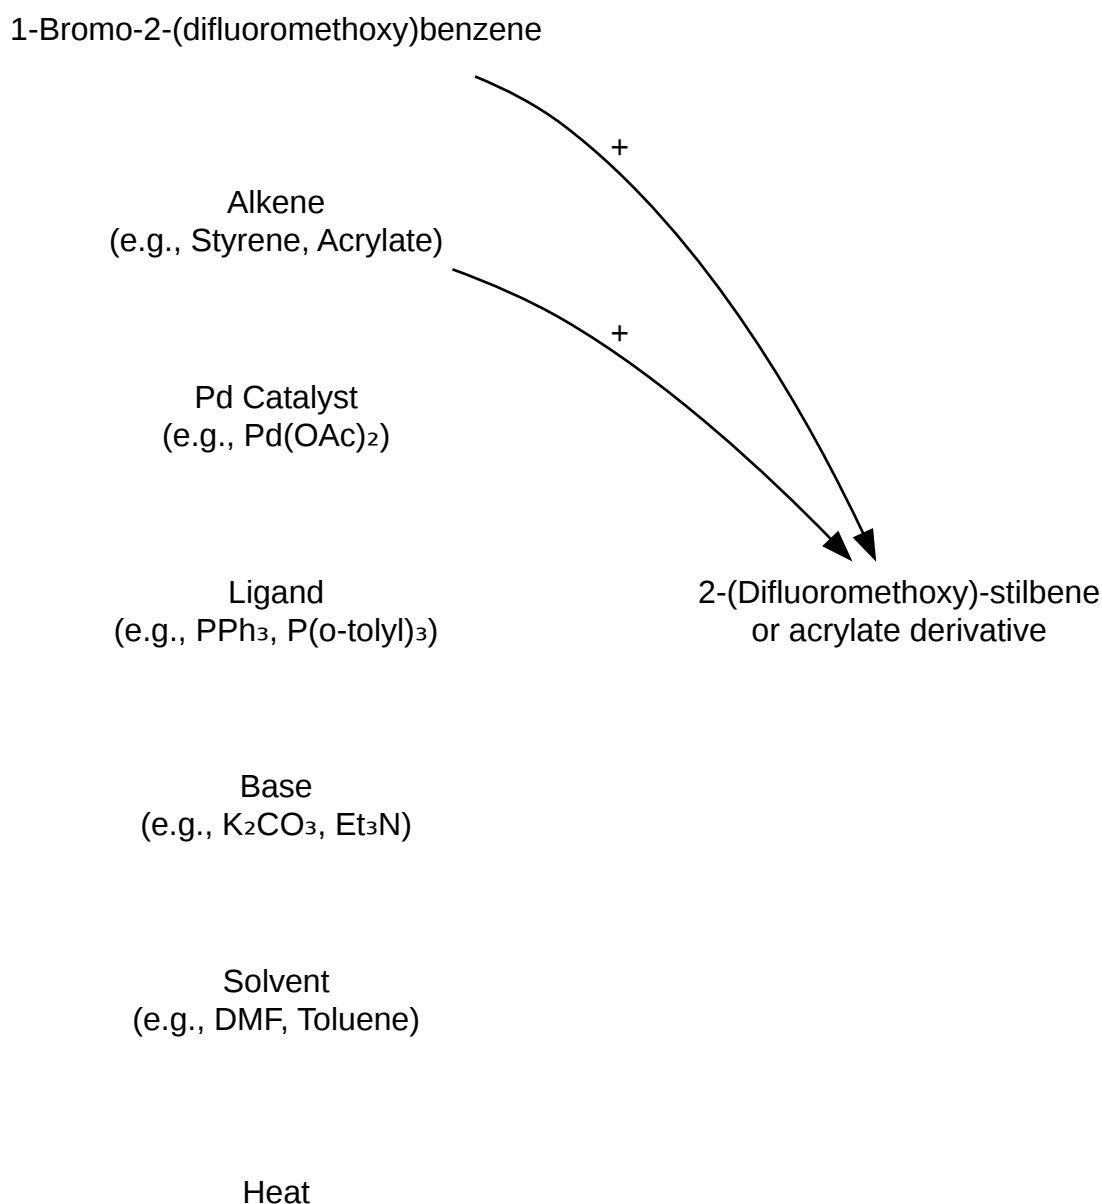 1-Bromo-2-(difluoromethoxy)benzene
+
Alkene
(e.g., Styrene, Acrylate)
+
Pd Catalyst
(e.g., Pd(OAc)₂)
Ligand
(e.g., PPh₃, P(o-tolyl)₃)
2-(Difluoromethoxy)-stilbene
or acrylate derivative
Base
(e.g., K₂CO₃, Et₃N)
Solvent
(e.g., DMF, Toluene)
Heat